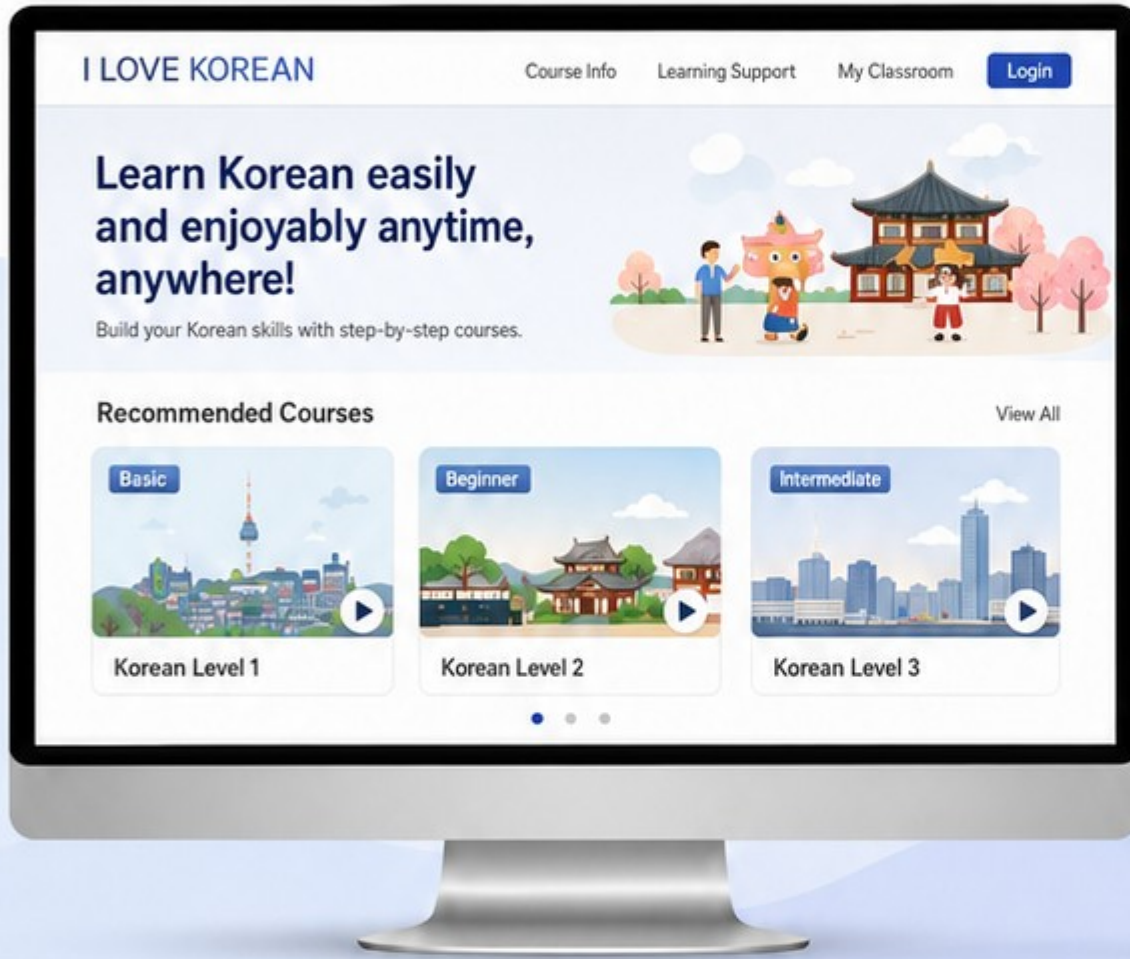 I LOVE KOREAN
Course Info
Learning Support
My Classroom
Login
Learn Korean easily
and enjoyably anytime,
anywhere!
Build your Korean skills with step-by-step courses.
Recommended Courses
View All
Basic
Beginner
Intermediate
Korean Level 1
Korean Level 2
Korean Level 3